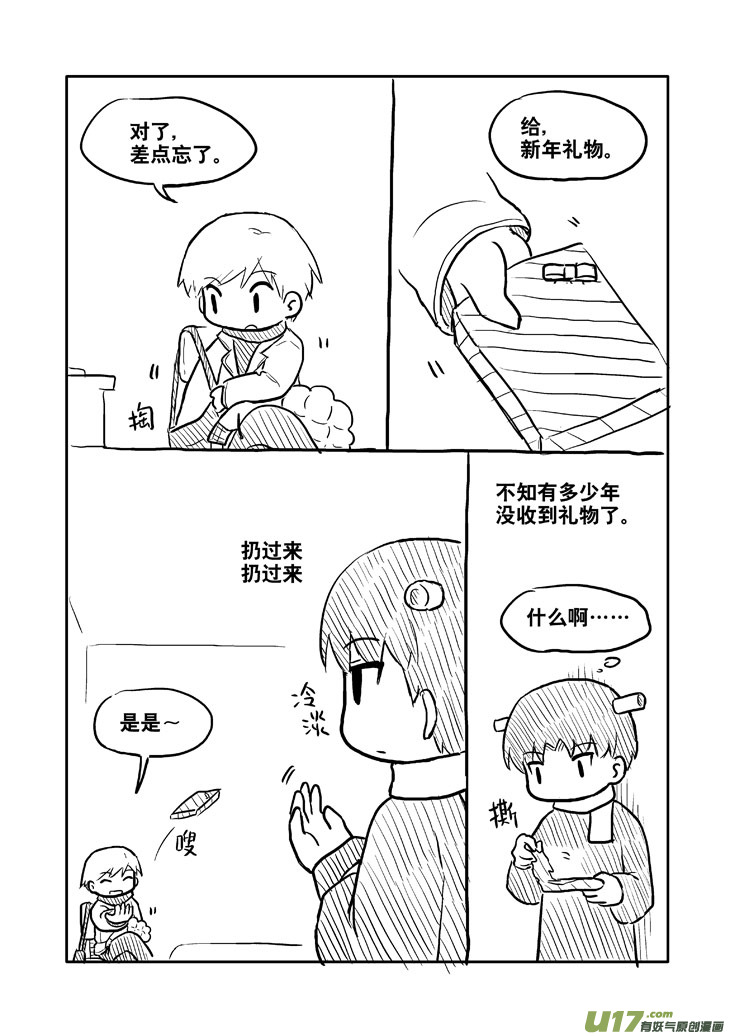 对了，
差点忘了。
掏
给，
新年礼物。
扔过来
扔过来
冷淡
是是～
嗖
不知有多少年
没收到礼物了。
什么啊……
撕
U17.com
有妖气原创漫画